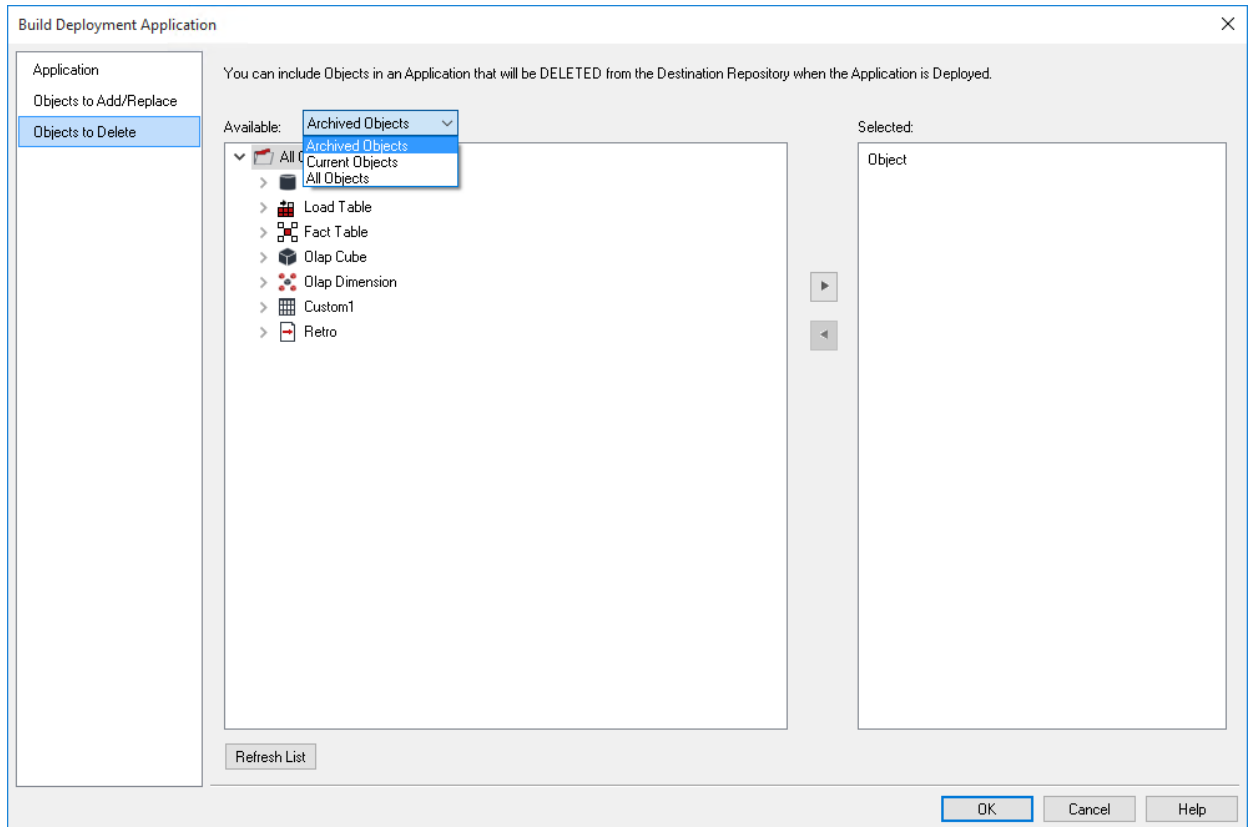 Build Deployment Application
Application
Objects to Add/Replace
Objects to Delete
You can include Objects in an Application that will be DELETED from the Destination Repository when the Application is Deployed.
Available:
Archived Objects
Archived Objects
Current Objects
All Objects
All
Load Table
Fact Table
Olap Cube
Olap Dimension
Custom1
Retro
Selected:
Object
Refresh List
OK Cancel Help